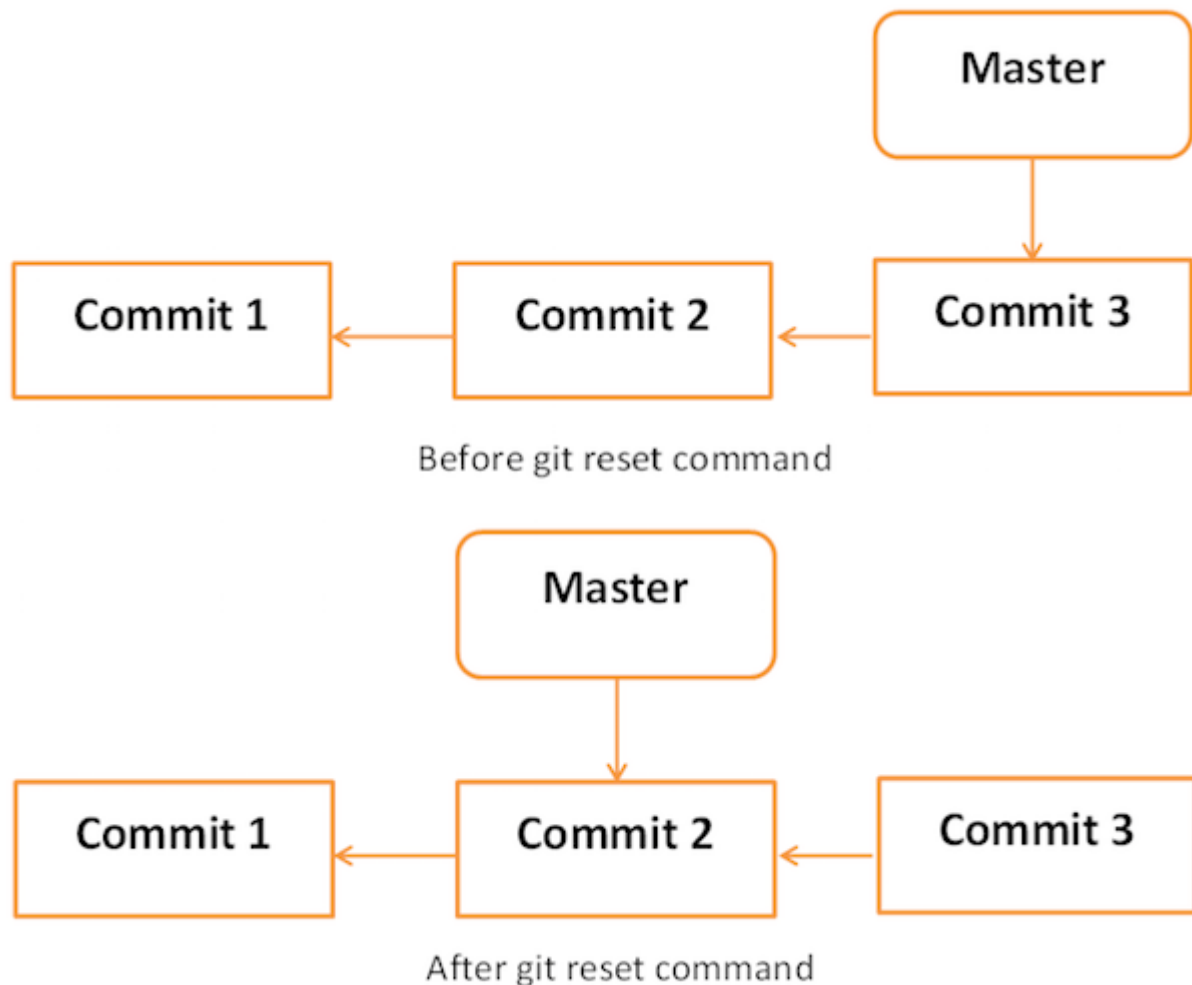 Master
Commit 1
Commit 2
Commit 3
Before git reset command
Master
Commit 1
Commit 2
Commit 3
After git reset command